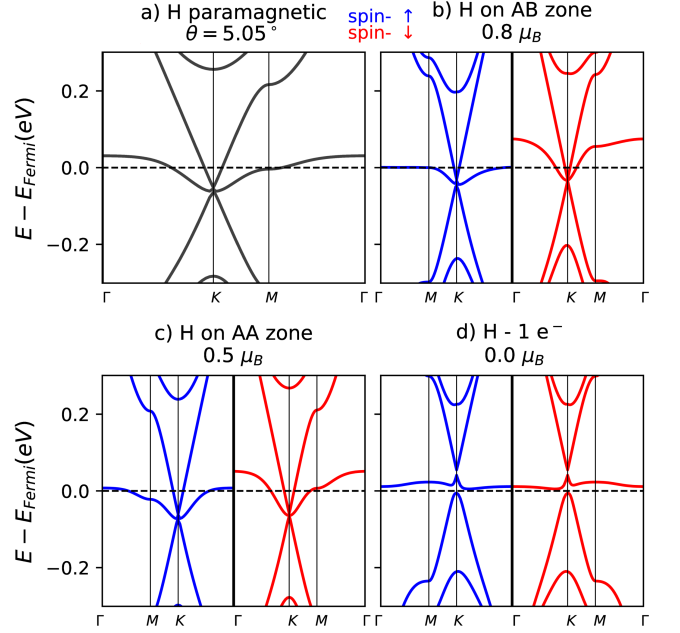 a) H paramagnetic
θ = 5.05°
spin- ↑
spin- ↓
b) H on AB zone
0.8 μB
E − EFermi(eV)
0.2
0.0
−0.2
Γ K M Γ
Γ M K Γ K M Γ
c) H on AA zone
0.5 μB
d) H - 1 e⁻
0.0 μB
E − EFermi(eV)
0.2
0.0
−0.2
Γ M K Γ K M Γ
Γ M K Γ K M Γ